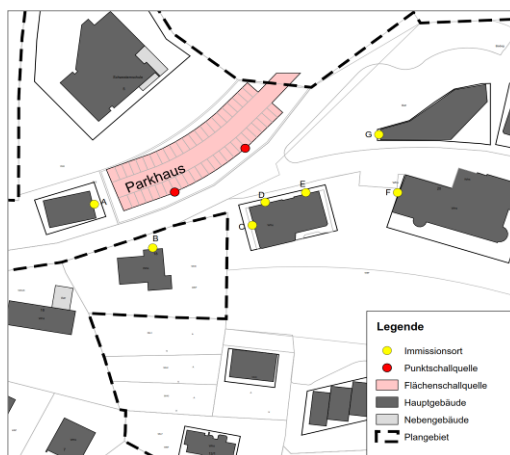 Parkhaus
G
A
D
E
F
C
B
Legende
Immissionsort
Punktschallquelle
Flächenschallquelle
Hauptgebäude
Nebengebäude
Plangebiet